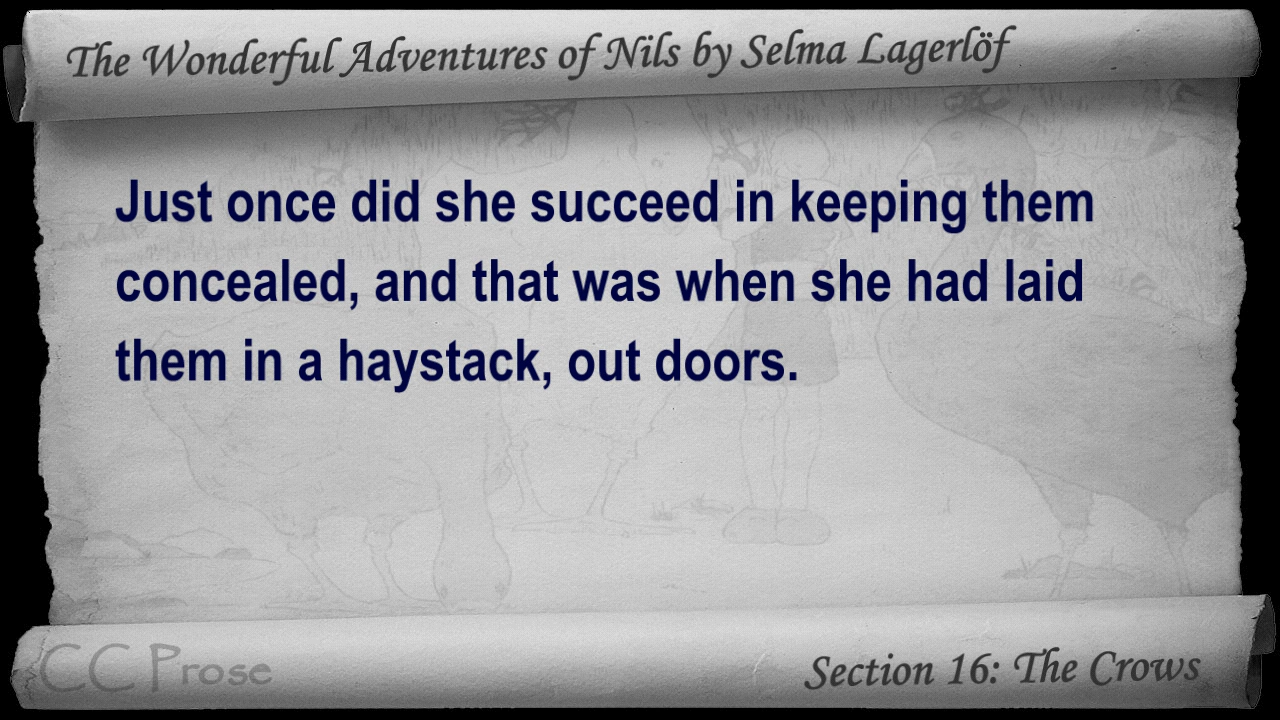 The Wonderful Adventures of Nils by Selma Lagerlöf
Just once did she succeed in keeping them
concealed, and that was when she had laid
them in a haystack, out doors.
CC Prose
Section 16: The Crows